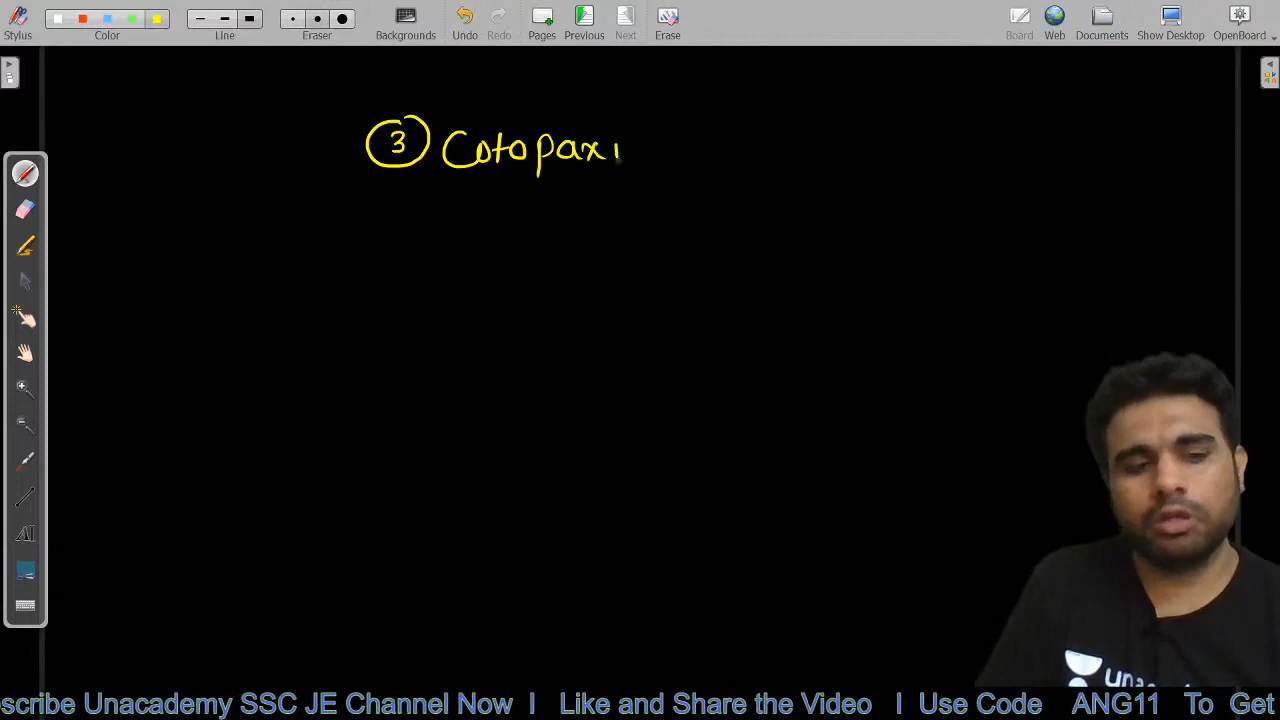 Stylus
Color
Line
Eraser
Backgrounds
Undo
Redo
Pages
Previous
Next
Erase
Board
Web
Documents
Show Desktop
OpenBoard
3 Cotopaxi
AI
scribe Unacademy SSC JE Channel Now I Like and Share the Video I Use Code ANG11 To Get